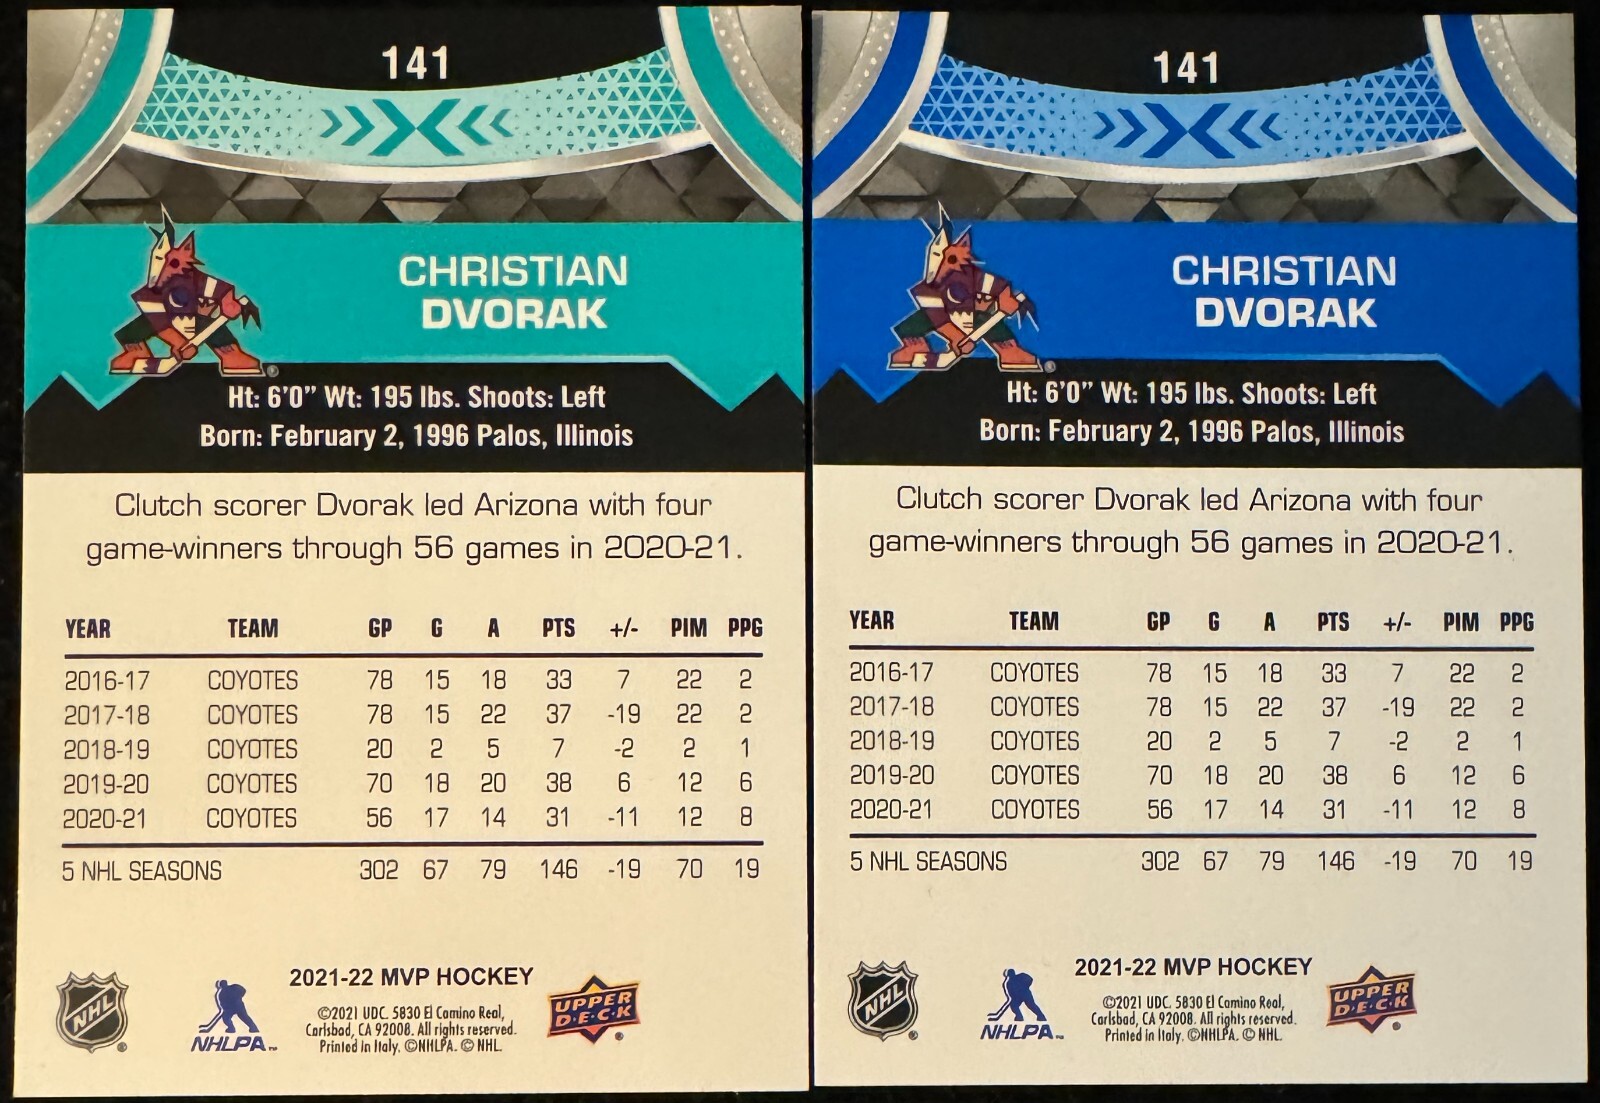 141
CHRISTIAN
DVORAK
Ht: 6'0" Wt: 195 lbs. Shoots: Left
Born: February 2, 1996 Palos, Illinois
Clutch scorer Dvorak led Arizona with four
game-winners through 56 games in 2020-21.
YEAR TEAM GP G A PTS +/- PIM PPG
2016-17 COYOTES 78 15 18 33 7 22 2
2017-18 COYOTES 78 15 22 37 -19 22 2
2018-19 COYOTES 20 2 5 7 -2 2 1
2019-20 COYOTES 70 18 20 38 6 12 6
2020-21 COYOTES 56 17 14 31 -11 12 8
5 NHL SEASONS 302 67 79 146 -19 70 19
NHL ®
NHLPA™
2021-22 MVP HOCKEY
©2021 UDC. 5830 El Camino Real,
Carlsbad, CA 92008. All rights reserved.
Printed in Italy. ©NHLPA. © NHL.
UPPER
D·E·C·K ®
141
CHRISTIAN
DVORAK
Ht: 6'0" Wt: 195 lbs. Shoots: Left
Born: February 2, 1996 Palos, Illinois
Clutch scorer Dvorak led Arizona with four
game-winners through 56 games in 2020-21.
YEAR TEAM GP G A PTS +/- PIM PPG
2016-17 COYOTES 78 15 18 33 7 22 2
2017-18 COYOTES 78 15 22 37 -19 22 2
2018-19 COYOTES 20 2 5 7 -2 2 1
2019-20 COYOTES 70 18 20 38 6 12 6
2020-21 COYOTES 56 17 14 31 -11 12 8
5 NHL SEASONS 302 67 79 146 -19 70 19
NHL ®
NHLPA™
2021-22 MVP HOCKEY
©2021 UDC. 5830 El Camino Real,
Carlsbad, CA 92008. All rights reserved.
Printed in Italy. ©NHLPA. © NHL.
UPPER
D·E·C·K ®